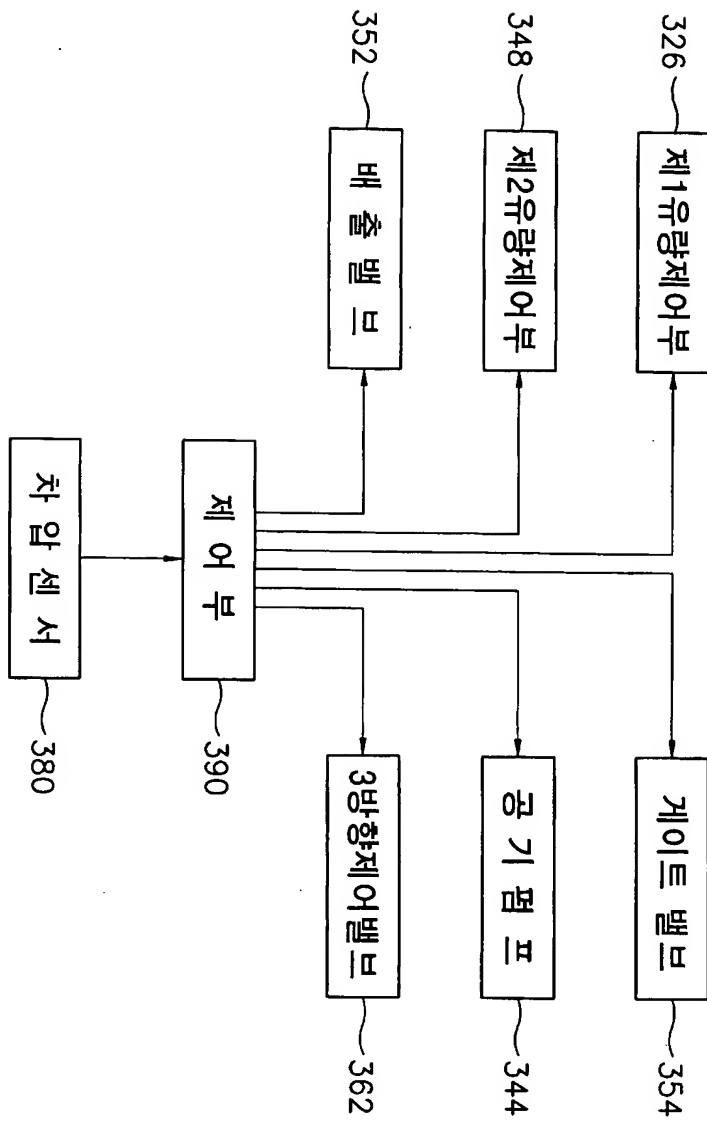 326
제1유량제어부
게이트 밸브
354
348
제2유량제어부
공 기 펌 프
344
352
배 출 밸 브
3방향제어밸브
362
제 어 부
390
차 압 센 서
380